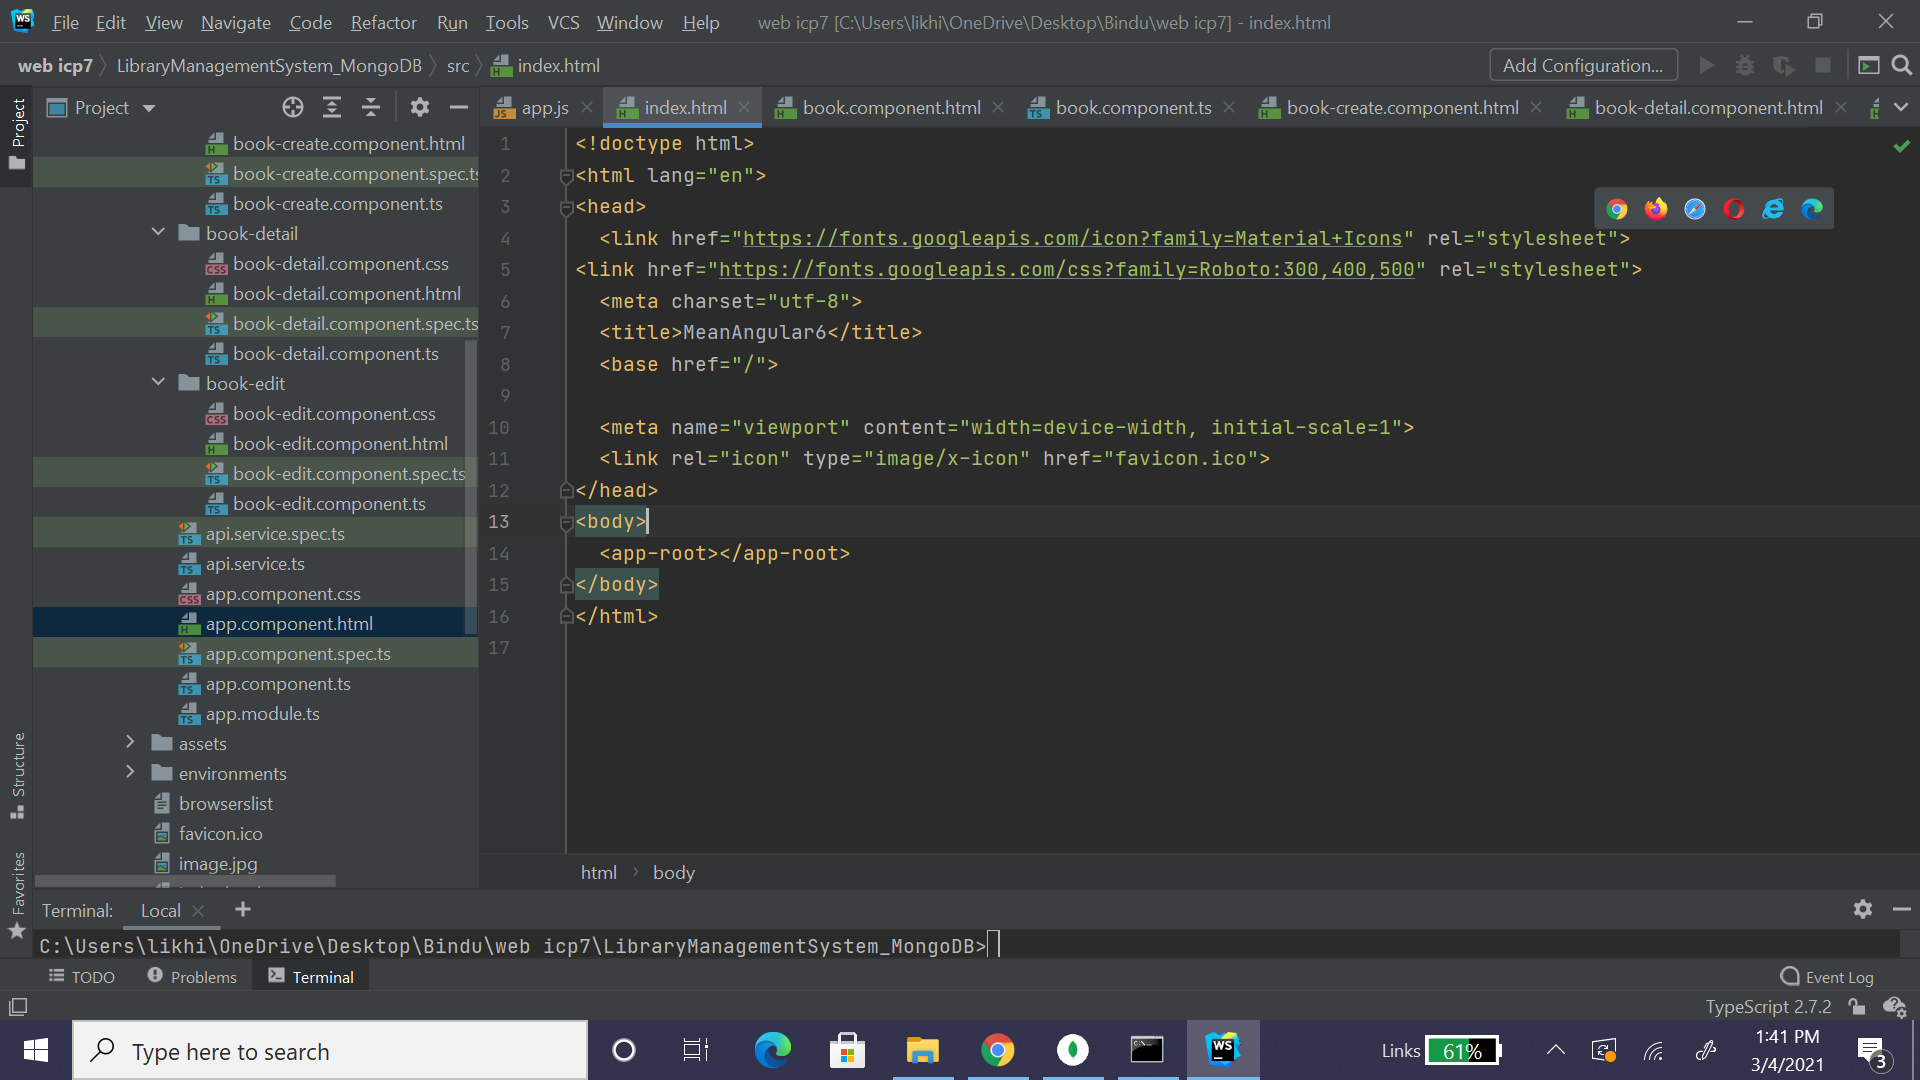 WS File Edit View Navigate Code Refactor Run Tools VCS Window Help web icp7 [C:\Users\likhi\OneDrive\Desktop\Bindu\web icp7] - index.html
web icp7 LibraryManagementSystem_MongoDB src index.html Add Configuration...
Project
Project
app.js index.html book.component.html book.component.ts book-create.component.html book-detail.component.html
book-create.component.html
book-create.component.spec.ts
book-create.component.ts
book-detail
book-detail.component.css
book-detail.component.html
book-detail.component.spec.ts
book-detail.component.ts
book-edit
book-edit.component.css
book-edit.component.html
book-edit.component.spec.ts
book-edit.component.ts
api.service.spec.ts
api.service.ts
app.component.css
app.component.html
app.component.spec.ts
app.component.ts
app.module.ts
assets
environments
browserslist
favicon.ico
image.jpg
Structure
Favorites
1 <!doctype html>
2 <html lang="en">
3 <head>
4 <link href="https://fonts.googleapis.com/icon?family=Material+Icons" rel="stylesheet">
5 <link href="https://fonts.googleapis.com/css?family=Roboto:300,400,500" rel="stylesheet">
6 <meta charset="utf-8">
7 <title>MeanAngular6</title>
8 <base href="/">
9
10 <meta name="viewport" content="width=device-width, initial-scale=1">
11 <link rel="icon" type="image/x-icon" href="favicon.ico">
12 </head>
13 <body>
14 <app-root></app-root>
15 </body>
16 </html>
17
html body
Terminal: Local
C:\Users\likhi\OneDrive\Desktop\Bindu\web icp7\LibraryManagementSystem_MongoDB>
TODO Problems Terminal Event Log
TypeScript 2.7.2
Type here to search
WS
Links 61%
1:41 PM
3/4/2021
3